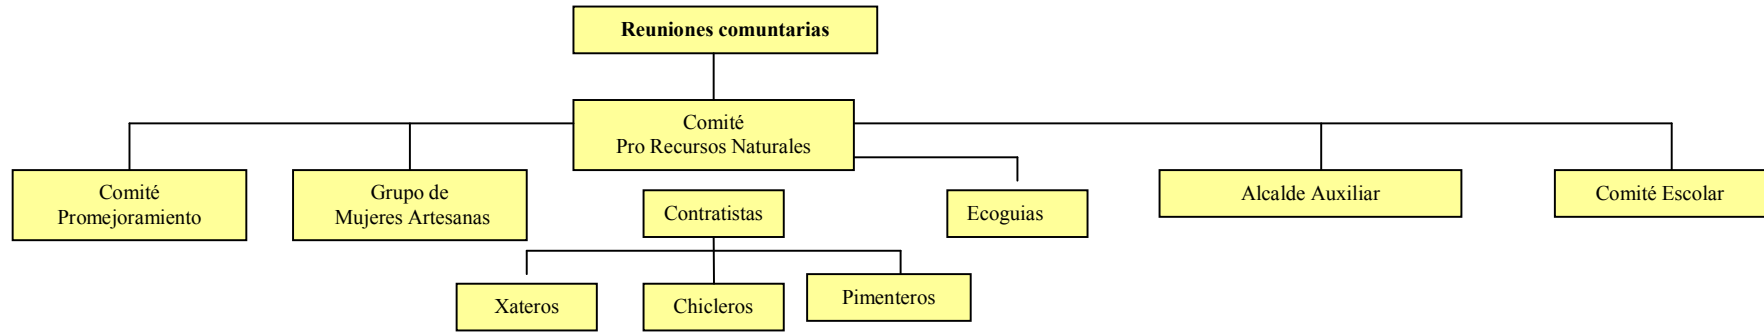 Reuniones comuntarias
Comité
Pro Recursos Naturales
Comité
Promejoramiento
Grupo de
Mujeres Artesanas
Contratistas
Ecoguias
Alcalde Auxiliar
Comité Escolar
Xateros
Chicleros
Pimenteros